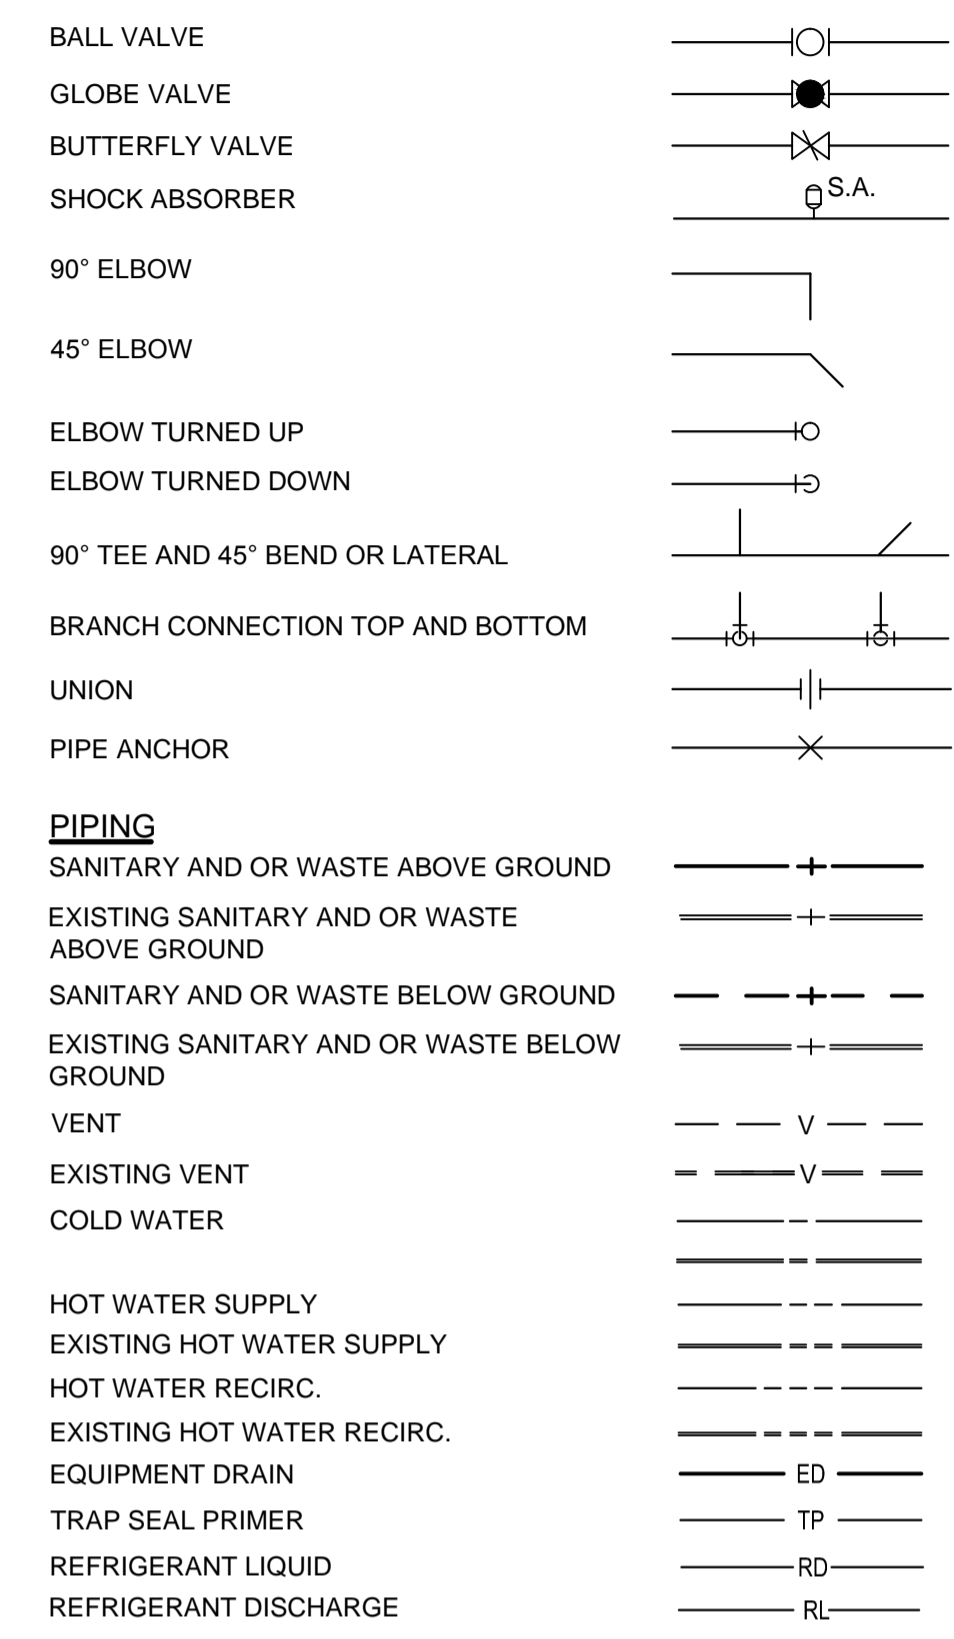 BALL VALVE
GLOBE VALVE
BUTTERFLY VALVE
SHOCK ABSORBER S.A.
90° ELBOW
45° ELBOW
ELBOW TURNED UP
ELBOW TURNED DOWN
90° TEE AND 45° BEND OR LATERAL
BRANCH CONNECTION TOP AND BOTTOM
UNION
PIPE ANCHOR
PIPING
SANITARY AND OR WASTE ABOVE GROUND
EXISTING SANITARY AND OR WASTE
ABOVE GROUND
SANITARY AND OR WASTE BELOW GROUND
EXISTING SANITARY AND OR WASTE BELOW
GROUND
VENT V
EXISTING VENT V
COLD WATER
HOT WATER SUPPLY
EXISTING HOT WATER SUPPLY
HOT WATER RECIRC.
EXISTING HOT WATER RECIRC.
EQUIPMENT DRAIN ED
TRAP SEAL PRIMER TP
REFRIGERANT LIQUID RD
REFRIGERANT DISCHARGE RL